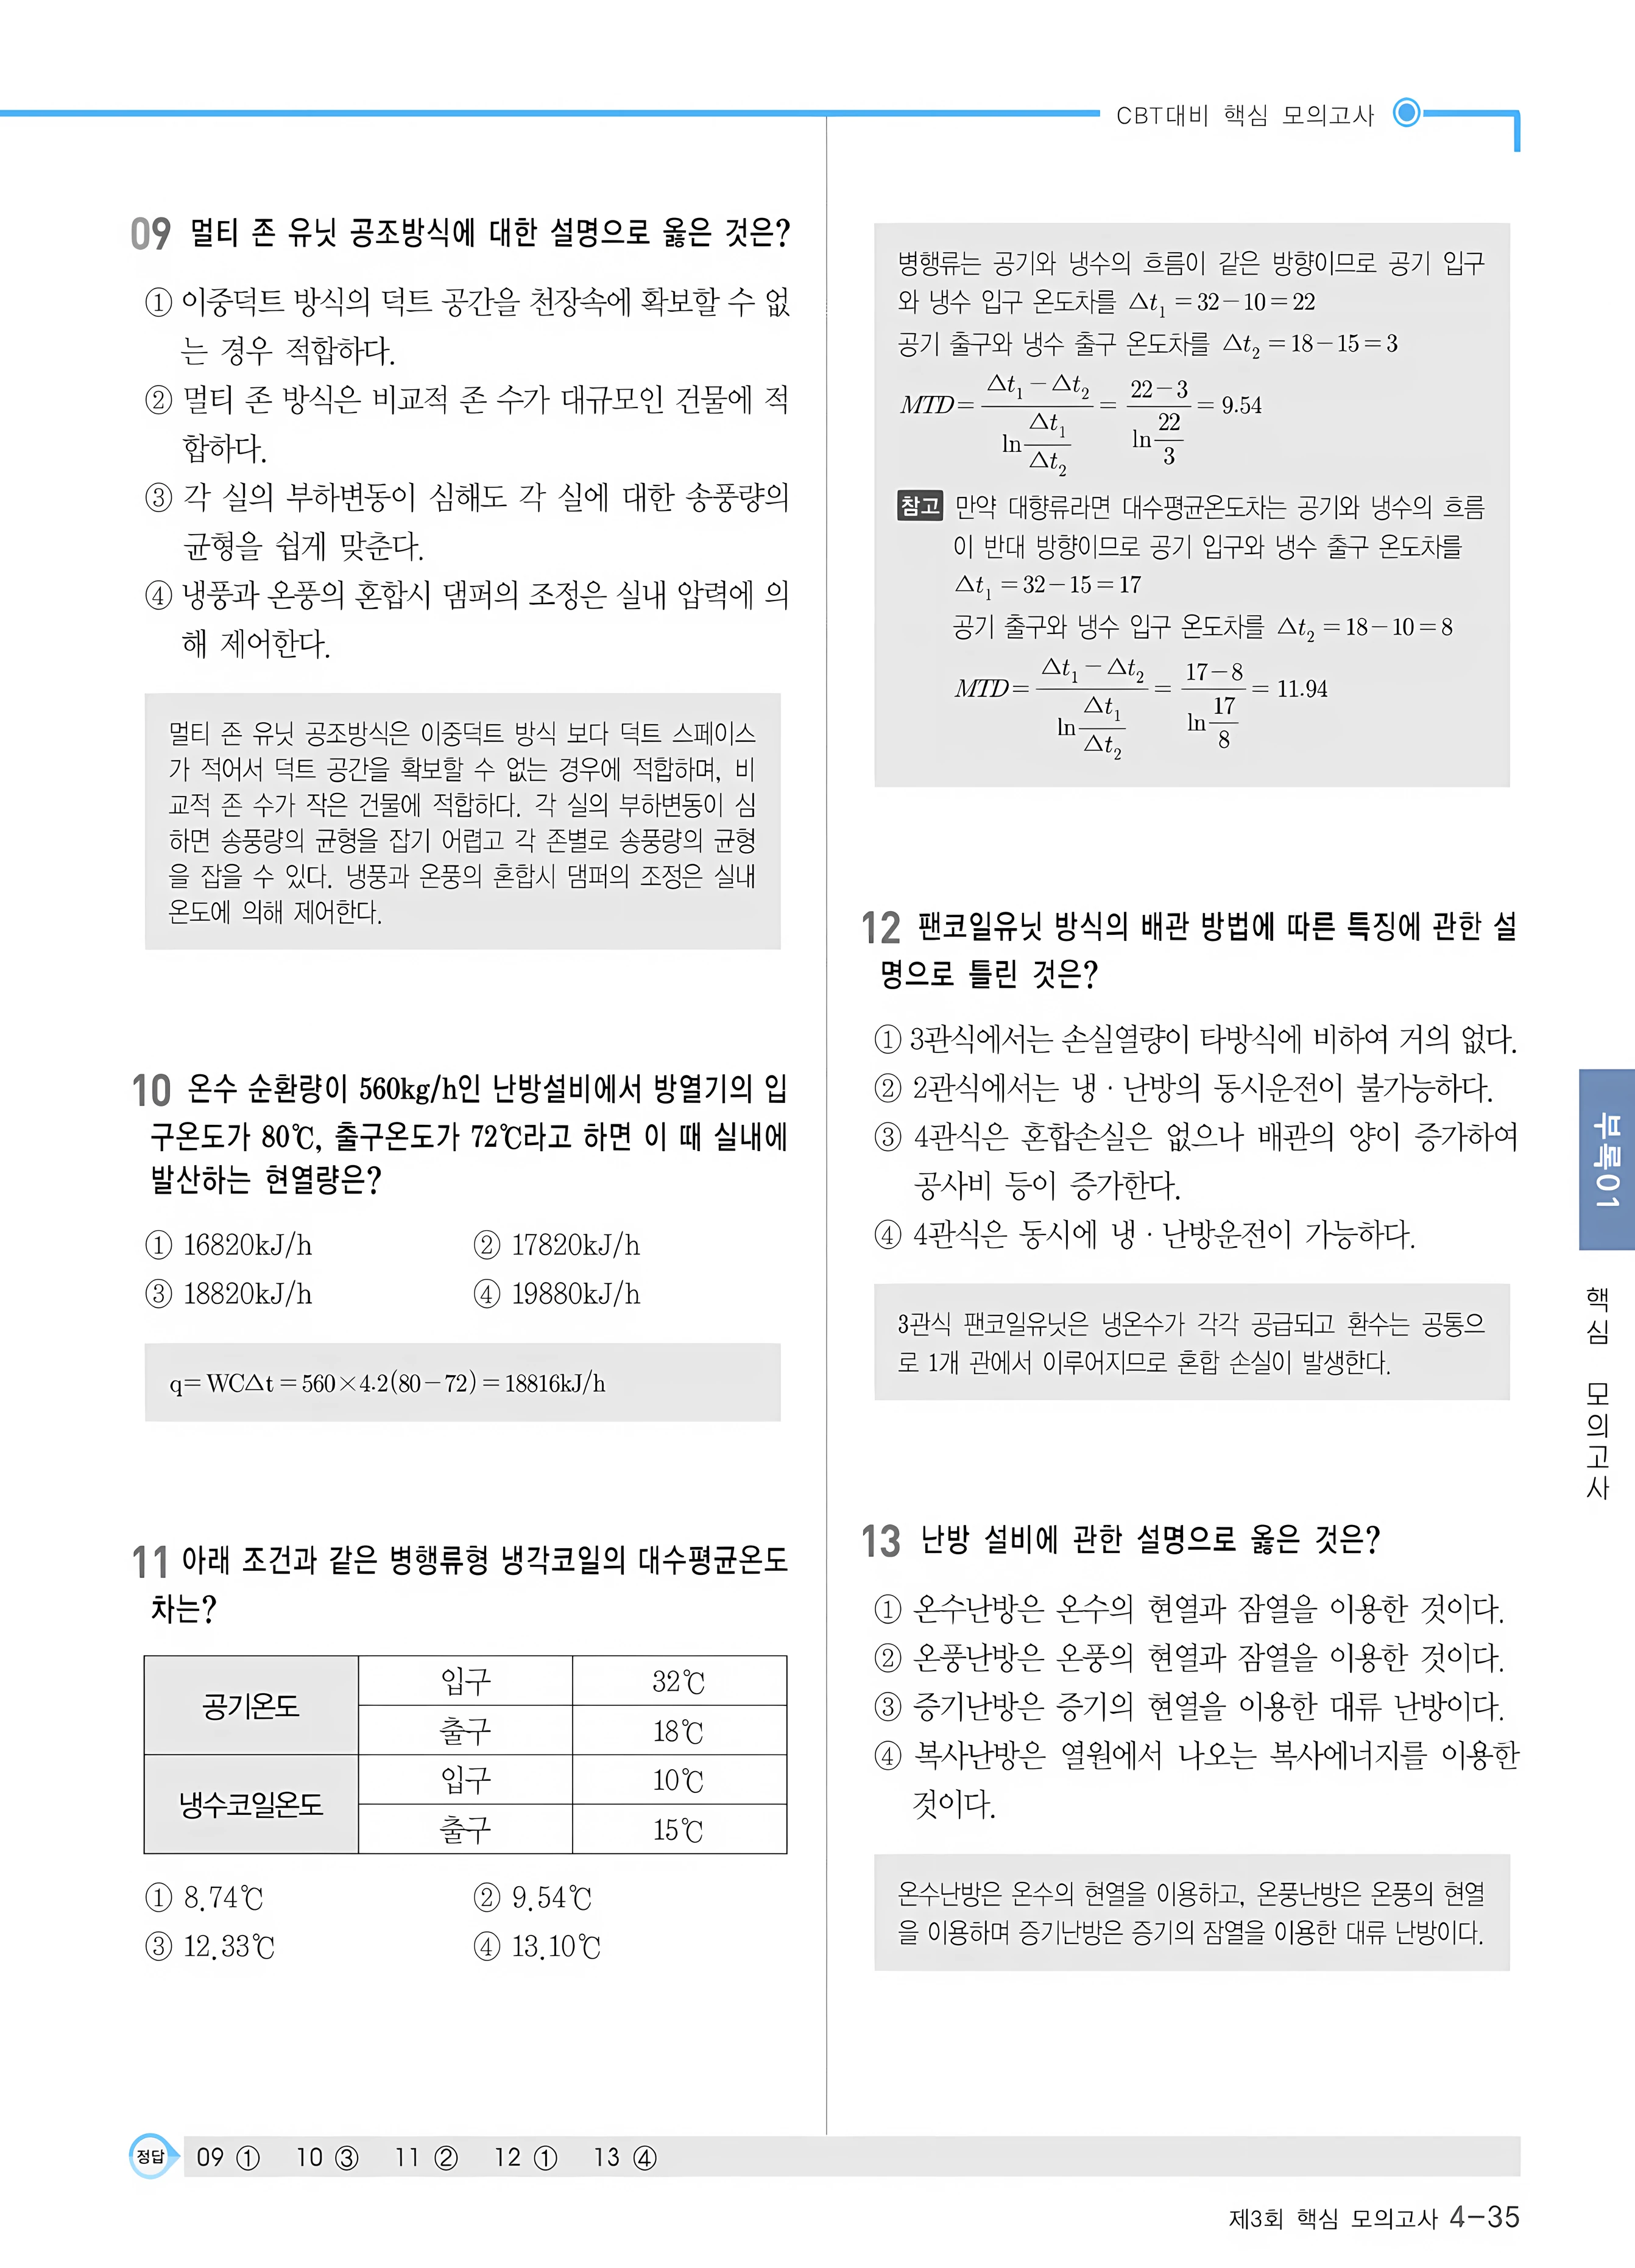 CBT대비 핵심 모의고사
09 멀티 존 유닛 공조방식에 대한 설명으로 옳은 것은?
① 이중덕트 방식의 덕트 공간을 천장속에 확보할 수 없
는 경우 적합하다.
② 멀티 존 방식은 비교적 존 수가 대규모인 건물에 적
합하다.
③ 각 실의 부하변동이 심해도 각 실에 대한 송풍량의
균형을 쉽게 맞춘다.
④ 냉풍과 온풍의 혼합시 댐퍼의 조정은 실내 압력에 의
해 제어한다.
멀티 존 유닛 공조방식은 이중덕트 방식 보다 덕트 스페이스
가 적어서 덕트 공간을 확보할 수 없는 경우에 적합하며, 비
교적 존 수가 작은 건물에 적합하다. 각 실의 부하변동이 심
하면 송풍량의 균형을 잡기 어렵고 각 존별로 송풍량의 균형
을 잡을 수 있다. 냉풍과 온풍의 혼합시 댐퍼의 조정은 실내
온도에 의해 제어한다.
10 온수 순환량이 560kg/h인 난방설비에서 방열기의 입
구온도가 80℃, 출구온도가 72℃라고 하면 이 때 실내에
발산하는 현열량은?
① 16820kJ/h ② 17820kJ/h
③ 18820kJ/h ④ 19880kJ/h
q=WC△t=560×4.2(80-72)=18816kJ/h
11 아래 조건과 같은 병행류형 냉각코일의 대수평균온도
차는?
공기온도 입구 32℃
출구 18℃
냉수코일온도 입구 10℃
출구 15℃
① 8.74℃ ② 9.54℃
③ 12.33℃ ④ 13.10℃
병행류는 공기와 냉수의 흐름이 같은 방향이므로 공기 입구
와 냉수 입구 온도차를 △t₁=32-10=22
공기 출구와 냉수 출구 온도차를 △t₂=18-15=3
MTD=(△t₁-△t₂)/(ln △t₁/△t₂)=(22-3)/(ln 22/3)=9.54
참고 만약 대향류라면 대수평균온도차는 공기와 냉수의 흐름
이 반대 방향이므로 공기 입구와 냉수 출구 온도차를
△t₁=32-15=17
공기 출구와 냉수 입구 온도차를 △t₂=18-10=8
MTD=(△t₁-△t₂)/(ln △t₁/△t₂)=(17-8)/(ln 17/8)=11.94
12 팬코일유닛 방식의 배관 방법에 따른 특징에 관한 설
명으로 틀린 것은?
① 3관식에서는 손실열량이 타방식에 비하여 거의 없다.
② 2관식에서는 냉·난방의 동시운전이 불가능하다.
③ 4관식은 혼합손실은 없으나 배관의 양이 증가하여
공사비 등이 증가한다.
④ 4관식은 동시에 냉·난방운전이 가능하다.
3관식 팬코일유닛은 냉온수가 각각 공급되고 환수는 공통으
로 1개 관에서 이루어지므로 혼합 손실이 발생한다.
13 난방 설비에 관한 설명으로 옳은 것은?
① 온수난방은 온수의 현열과 잠열을 이용한 것이다.
② 온풍난방은 온풍의 현열과 잠열을 이용한 것이다.
③ 증기난방은 증기의 현열을 이용한 대류 난방이다.
④ 복사난방은 열원에서 나오는 복사에너지를 이용한
것이다.
온수난방은 온수의 현열을 이용하고, 온풍난방은 온풍의 현열
을 이용하며 증기난방은 증기의 잠열을 이용한 대류 난방이다.
부록01
핵심 모의고사
정답 09 ① 10 ③ 11 ② 12 ① 13 ④
제3회 핵심 모의고사 4-35